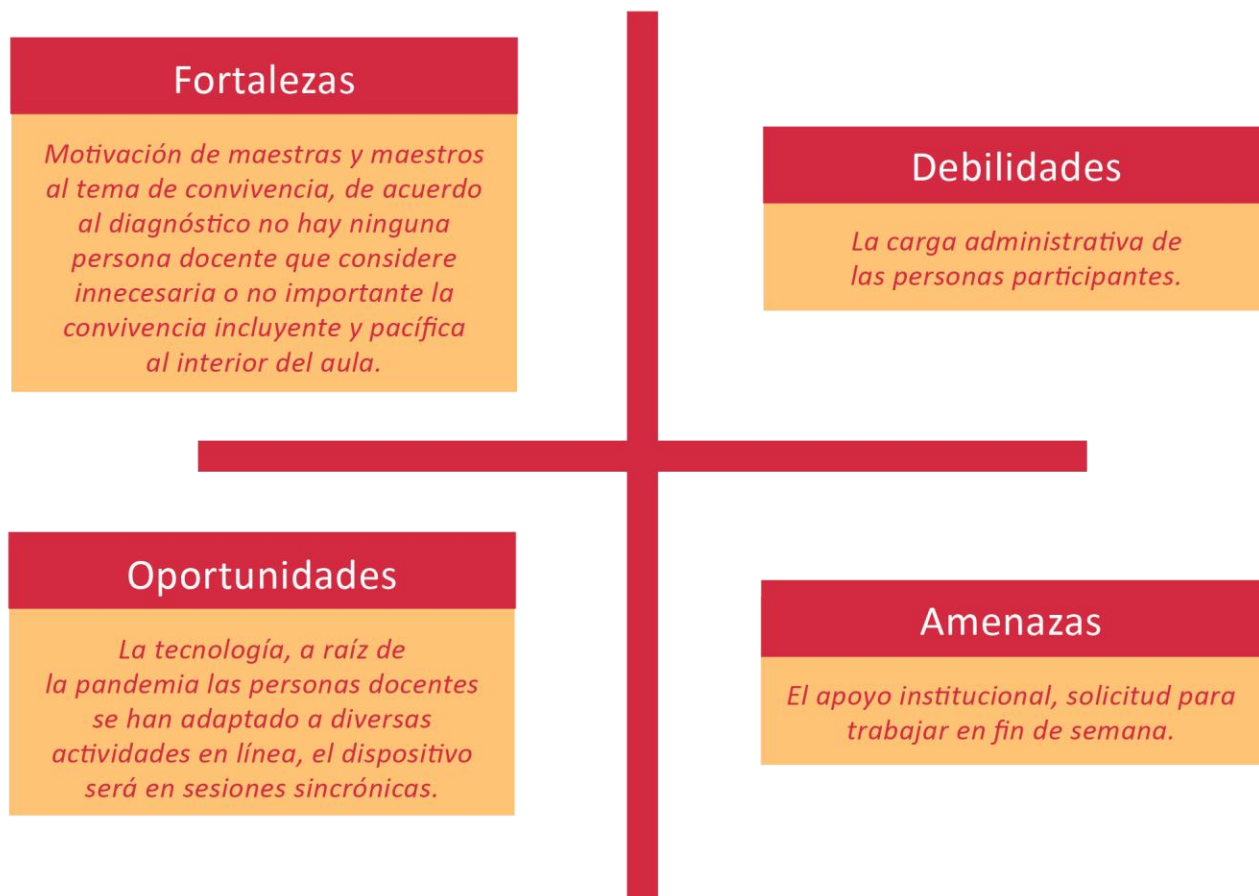 Fortalezas
Motivación de maestras y maestros
al tema de convivencia, de acuerdo
al diagnóstico no hay ninguna
persona docente que considere
innecesaria o no importante la
convivencia incluyente y pacífica
al interior del aula.
Debilidades
La carga administrativa de
las personas participantes.
Oportunidades
La tecnología, a raíz de
la pandemia las personas docentes
se han adaptado a diversas
actividades en línea, el dispositivo
será en sesiones sincrónicas.
Amenazas
El apoyo institucional, solicitud para
trabajar en fin de semana.